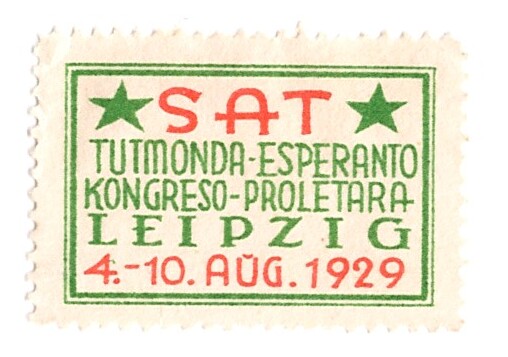 SAT
TUTMONDA-ESPERANTO
KONGRESO-PROLETARA
LEIPZIG
4.-10. AŬG. 1929